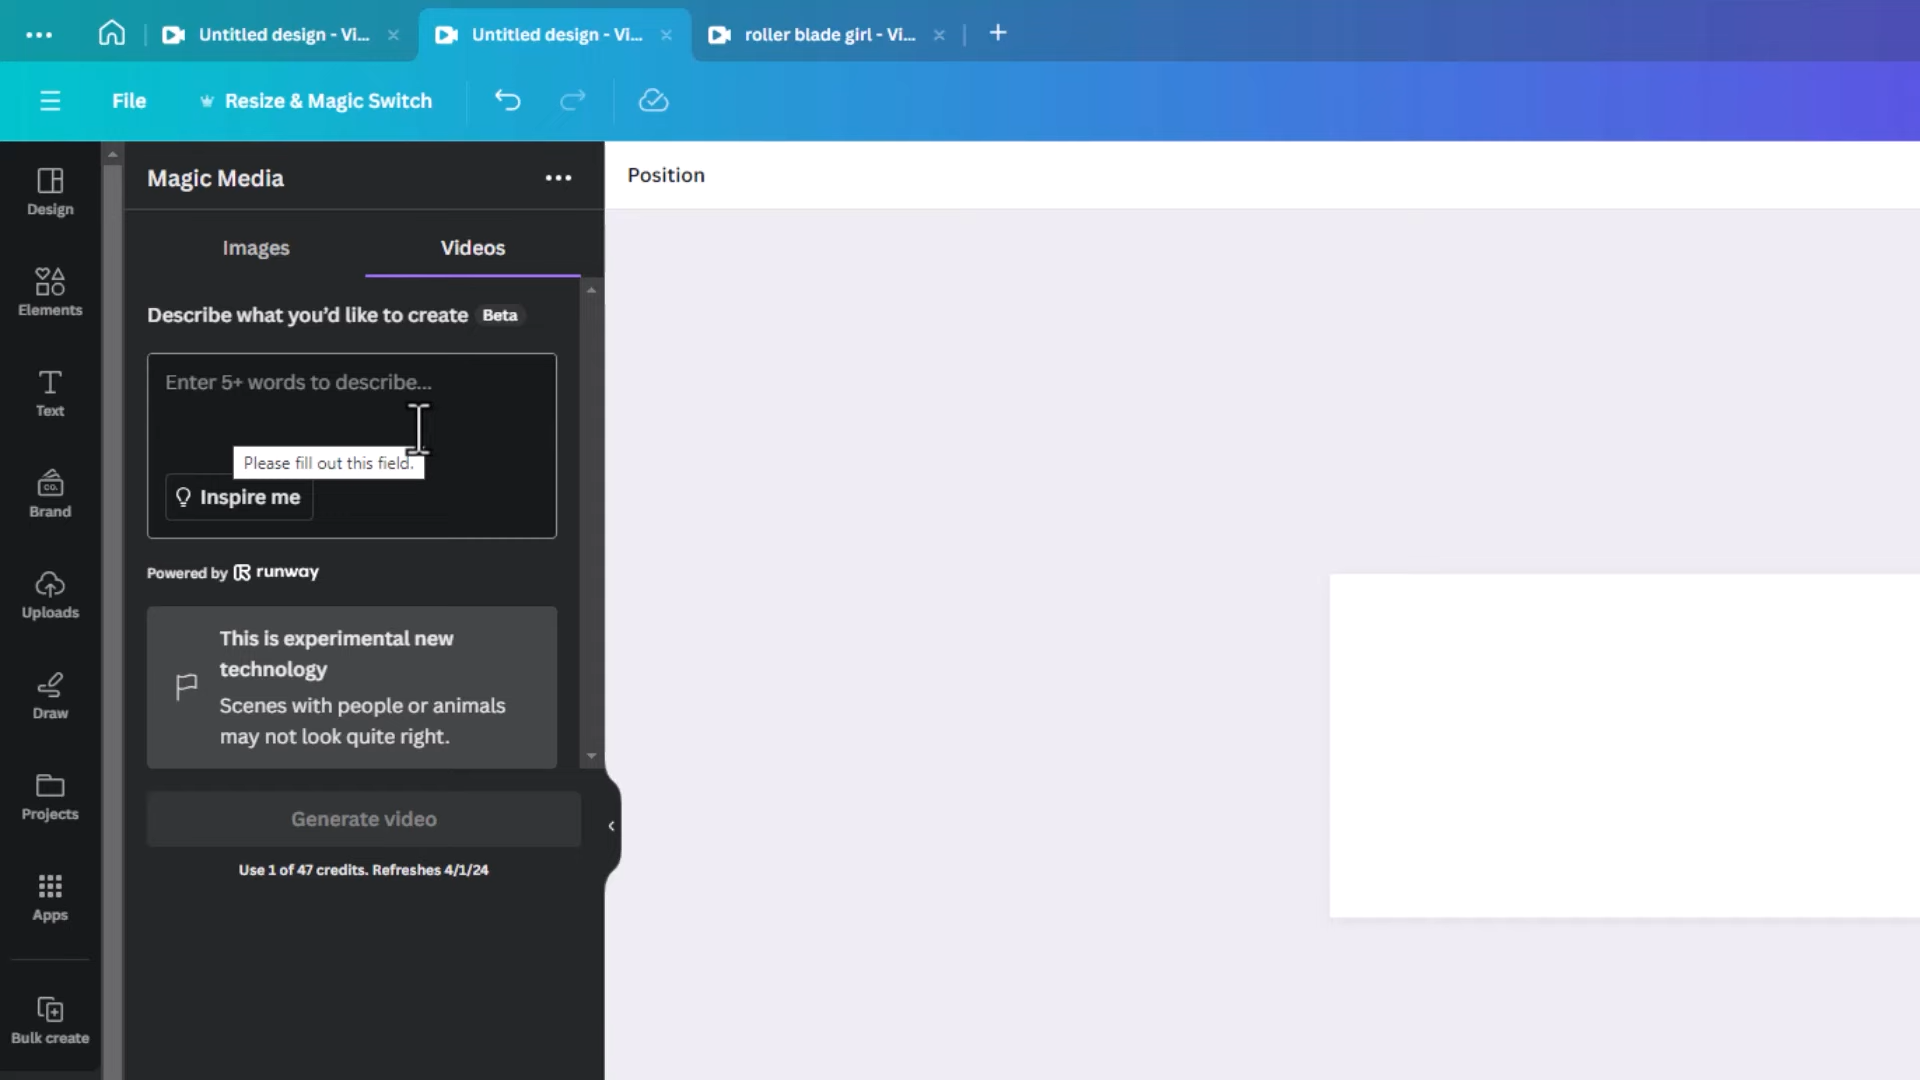 Untitled design - Vi...
Untitled design - Vi...
roller blade girl - Vi...
File
Resize & Magic Switch
Design
Elements
Text
CO.
Brand
Uploads
Draw
Projects
Apps
Bulk create
Magic Media
Images
Videos
Describe what you’d like to create Beta
Enter 5+ words to describe...
Please fill out this field.
Inspire me
Powered by runway
This is experimental new
technology
Scenes with people or animals
may not look quite right.
Generate video
Use 1 of 47 credits. Refreshes 4/1/24
Position